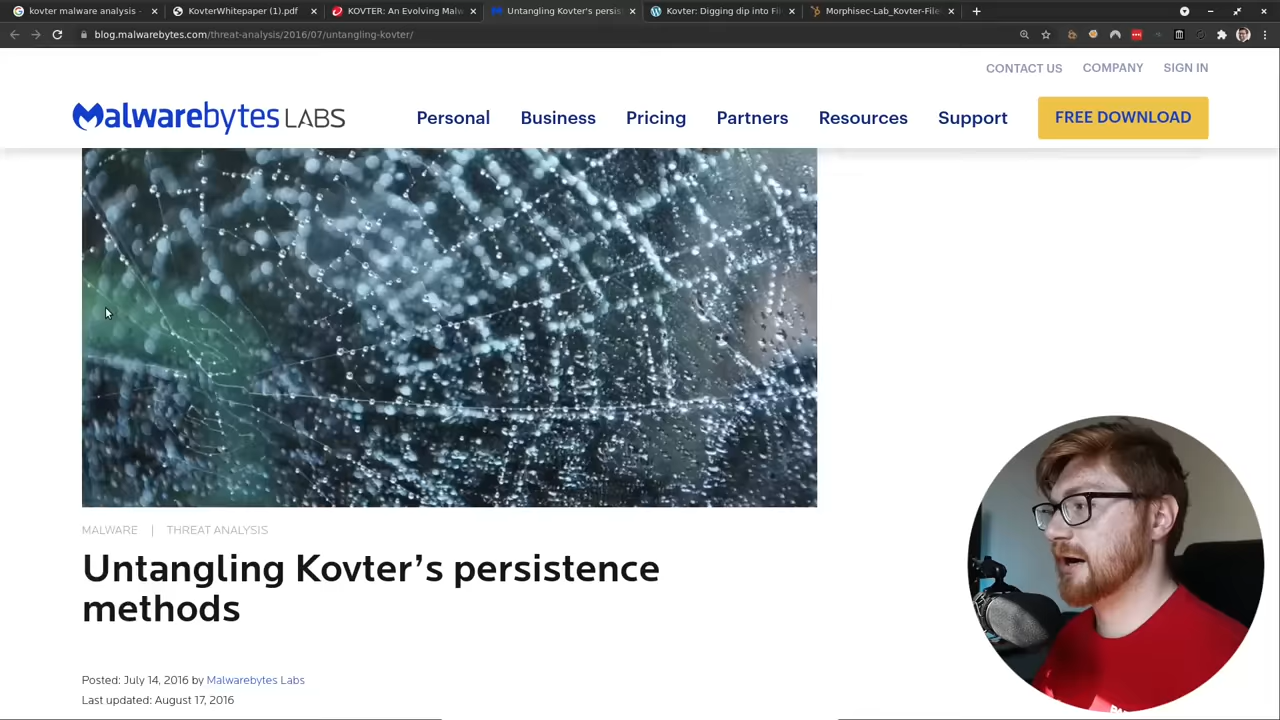 kovter malware analysis -
KovterWhitepaper (1).pdf
KOVTER: An Evolving Malw
Untangling Kovter's persis
Kovter: Digging dip into Fi
Morphisec-Lab_Kovter-File
blog.malwarebytes.com/threat-analysis/2016/07/untangling-kovter/
CONTACT US COMPANY SIGN IN
Malwarebytes LABS
Personal Business Pricing Partners Resources Support FREE DOWNLOAD
MALWARE | THREAT ANALYSIS
Untangling Kovter’s persistence
methods
Posted: July 14, 2016 by Malwarebytes Labs
Last updated: August 17, 2016